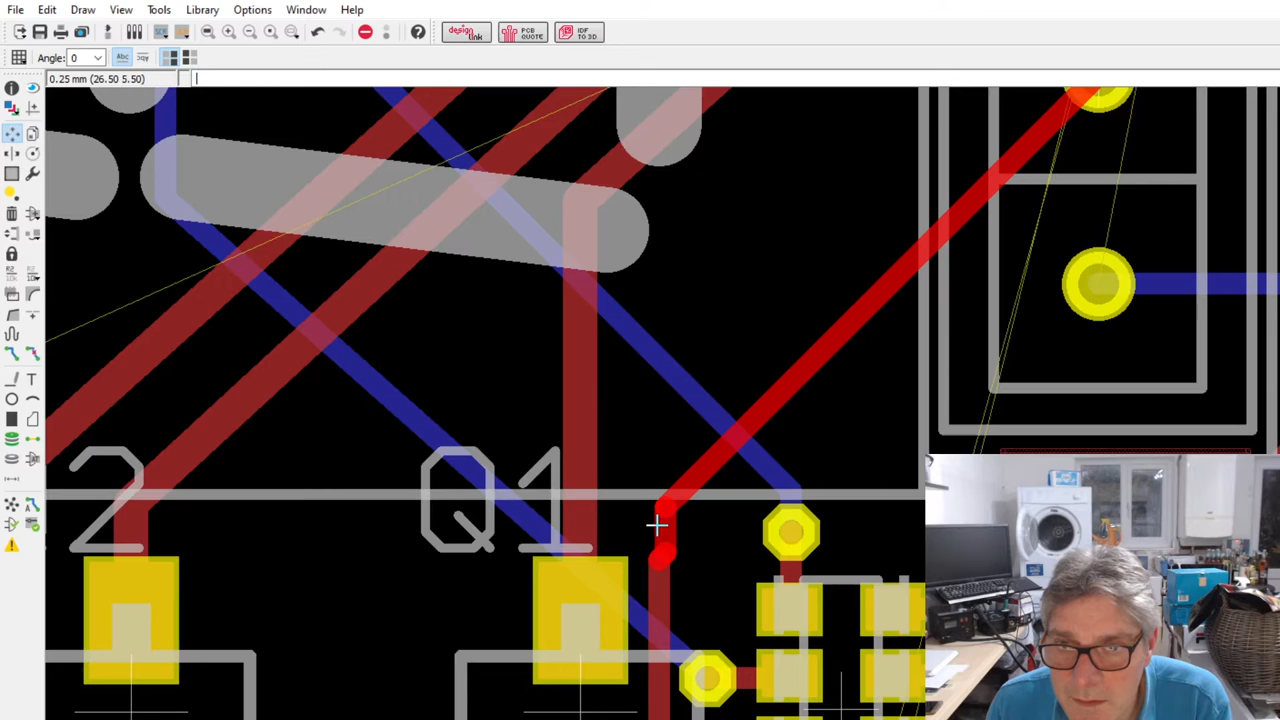 File Edit Draw View Tools Options Window Help
design link PCB QUOTE IDF TO 3D
Angle: 0 Abc
0.25 mm (26.50 5.50)
2 Q1